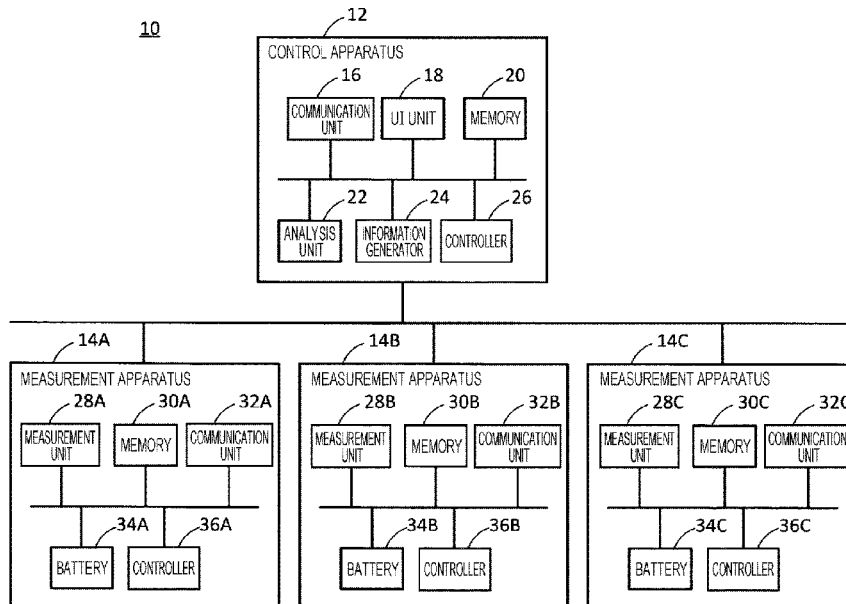 10
12
CONTROL APPARATUS
16
18
20
COMMUNICATION
UNIT
UI UNIT
MEMORY
22
24
26
ANALYSIS
UNIT
INFORMATION
GENERATOR
CONTROLLER
14A
MEASUREMENT APPARATUS
28A
30A
32A
MEASUREMENT
UNIT
MEMORY
COMMUNICATION
UNIT
34A
36A
BATTERY
CONTROLLER
14B
MEASUREMENT APPARATUS
28B
30B
32B
MEASUREMENT
UNIT
MEMORY
COMMUNICATION
UNIT
34B
36B
BATTERY
CONTROLLER
14C
MEASUREMENT APPARATUS
28C
30C
32C
MEASUREMENT
UNIT
MEMORY
COMMUNICATION
UNIT
34C
36C
BATTERY
CONTROLLER